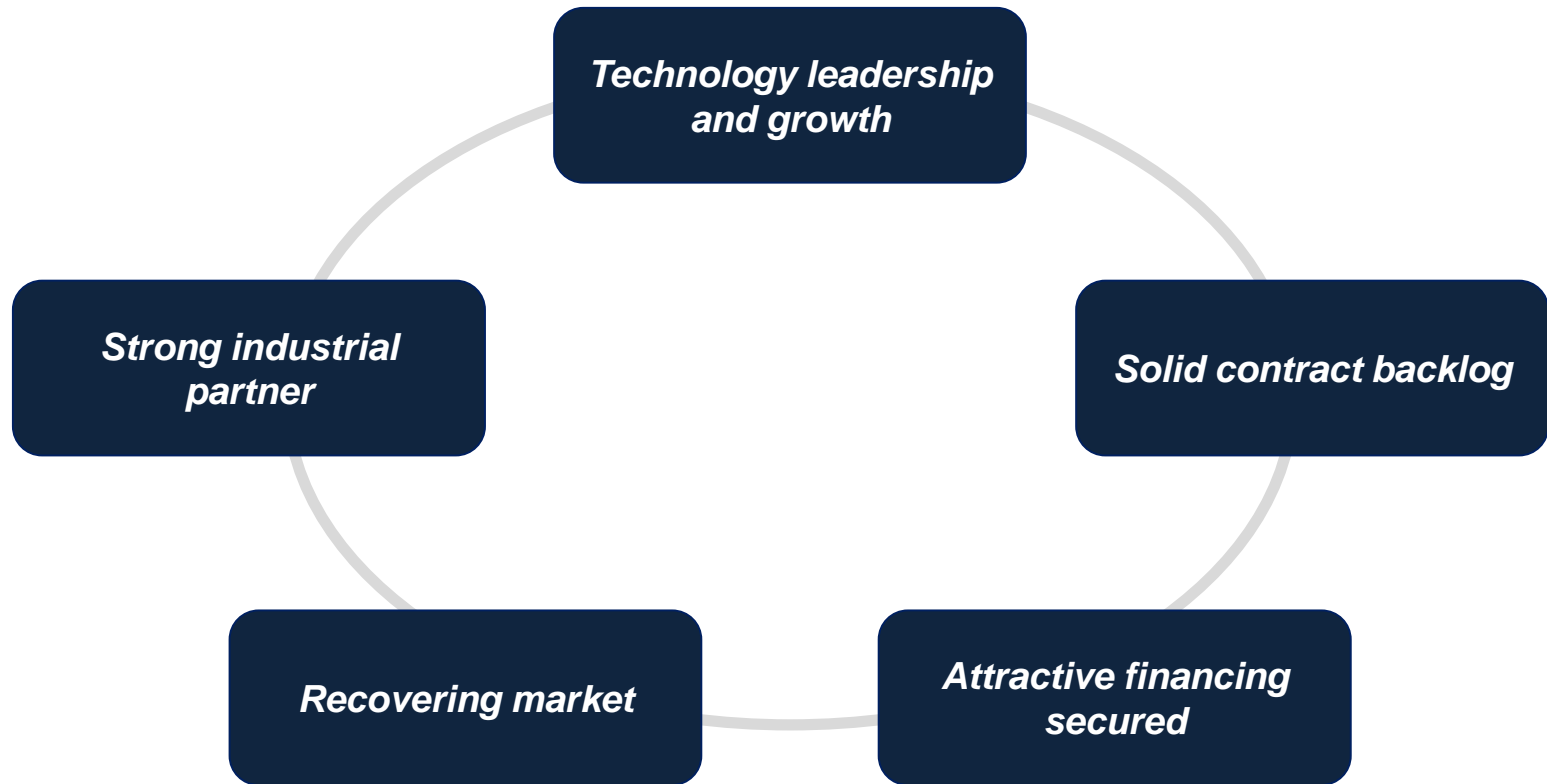 Technology leadership
and growth
Strong industrial
partner
Solid contract backlog
Recovering market
Attractive financing
secured